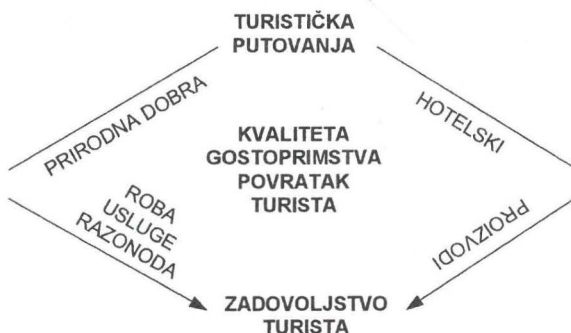 TURISTIČKA
PUTOVANJA
PRIRODNA DOBRA
HOTELSKI
KVALITETA
GOSTOPRIMSTVA
POVRATAK
TURISTA
ROBA
USLUGE
RAZONODA
PROIZVODI
ZADOVOLJSTVO
TURISTA